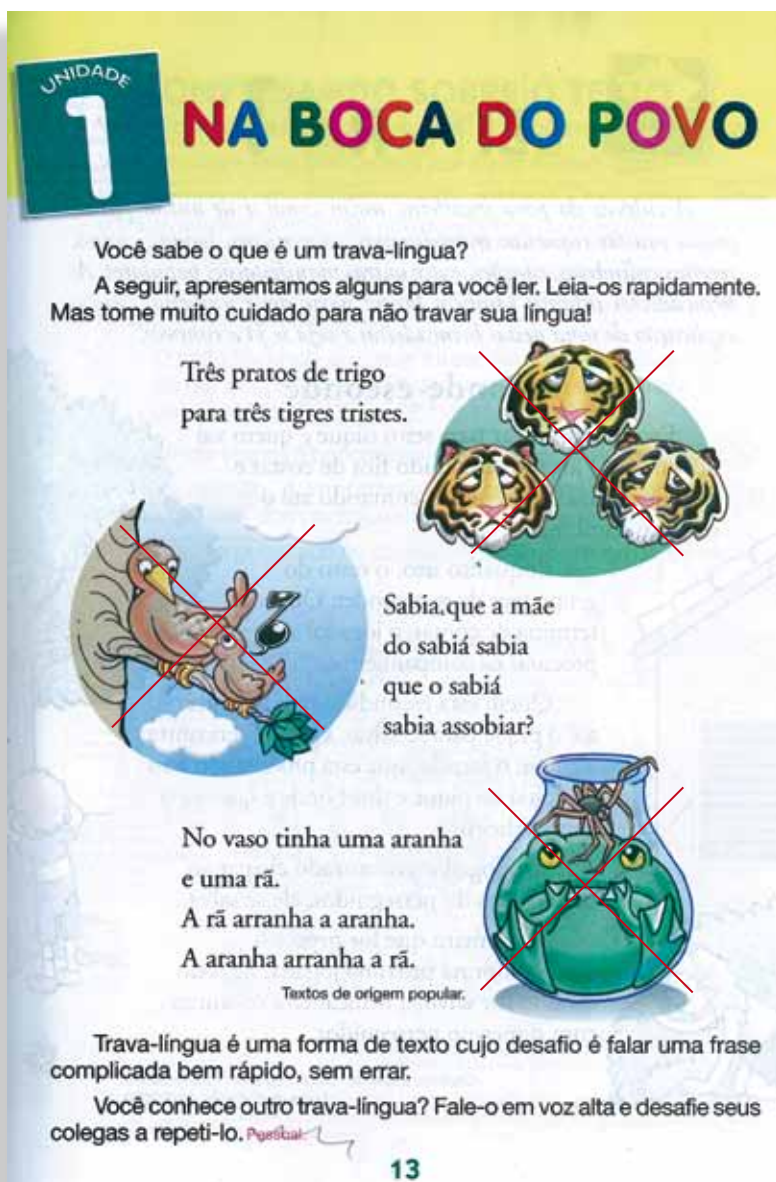 UNIDADE
1
NA BOCA DO POVO
Você sabe o que é um trava-língua?
A seguir, apresentamos alguns para você ler. Leia-os rapidamente.
Mas tome muito cuidado para não travar sua língua!
Três pratos de trigo
para três tigres tristes.
Sabia que a mãe
do sabiá sabia
que o sabiá
sabia assobiar?
No vaso tinha uma aranha
e uma rã.
A rã arranha a aranha.
A aranha arranha a rã.
Textos de origem popular.
Trava-língua é uma forma de texto cujo desafio é falar uma frase
complicada bem rápido, sem errar.
Você conhece outro trava-língua? Fale-o em voz alta e desafie seus
colegas a repeti-lo. Pessoal.
13